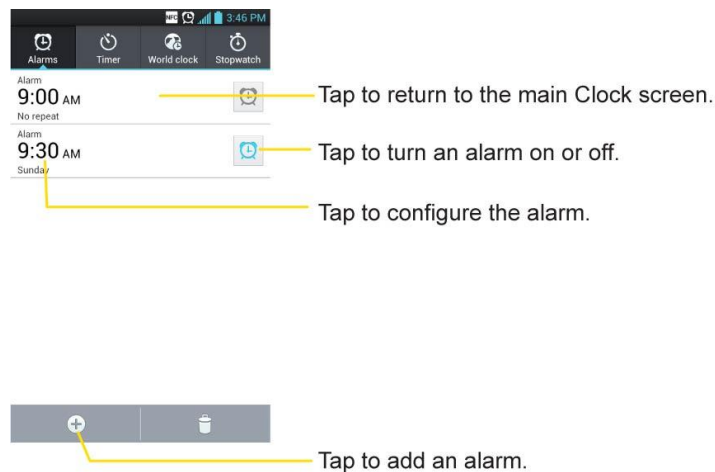 NFC 3:46 PM
Alarms Timer World clock Stopwatch
Alarm
9:00 AM
No repeat
Tap to return to the main Clock screen.
Alarm
9:30 AM
Sunday
Tap to turn an alarm on or off.
Tap to configure the alarm.
Tap to add an alarm.